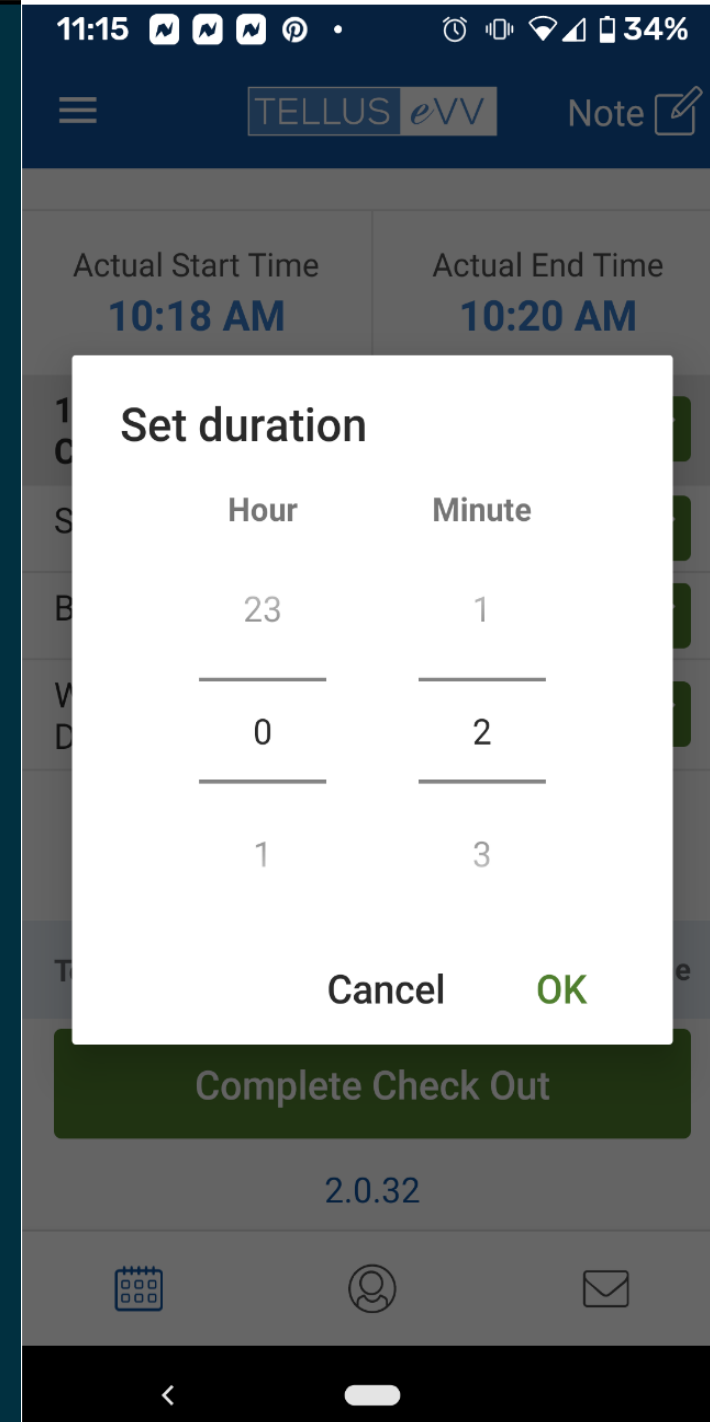 11:15 34%
TELLUS eVV Note
Actual Start Time Actual End Time
10:18 AM 10:20 AM
Set duration
Hour Minute
23 1
0 2
1 3
Cancel OK
Complete Check Out
2.0.32